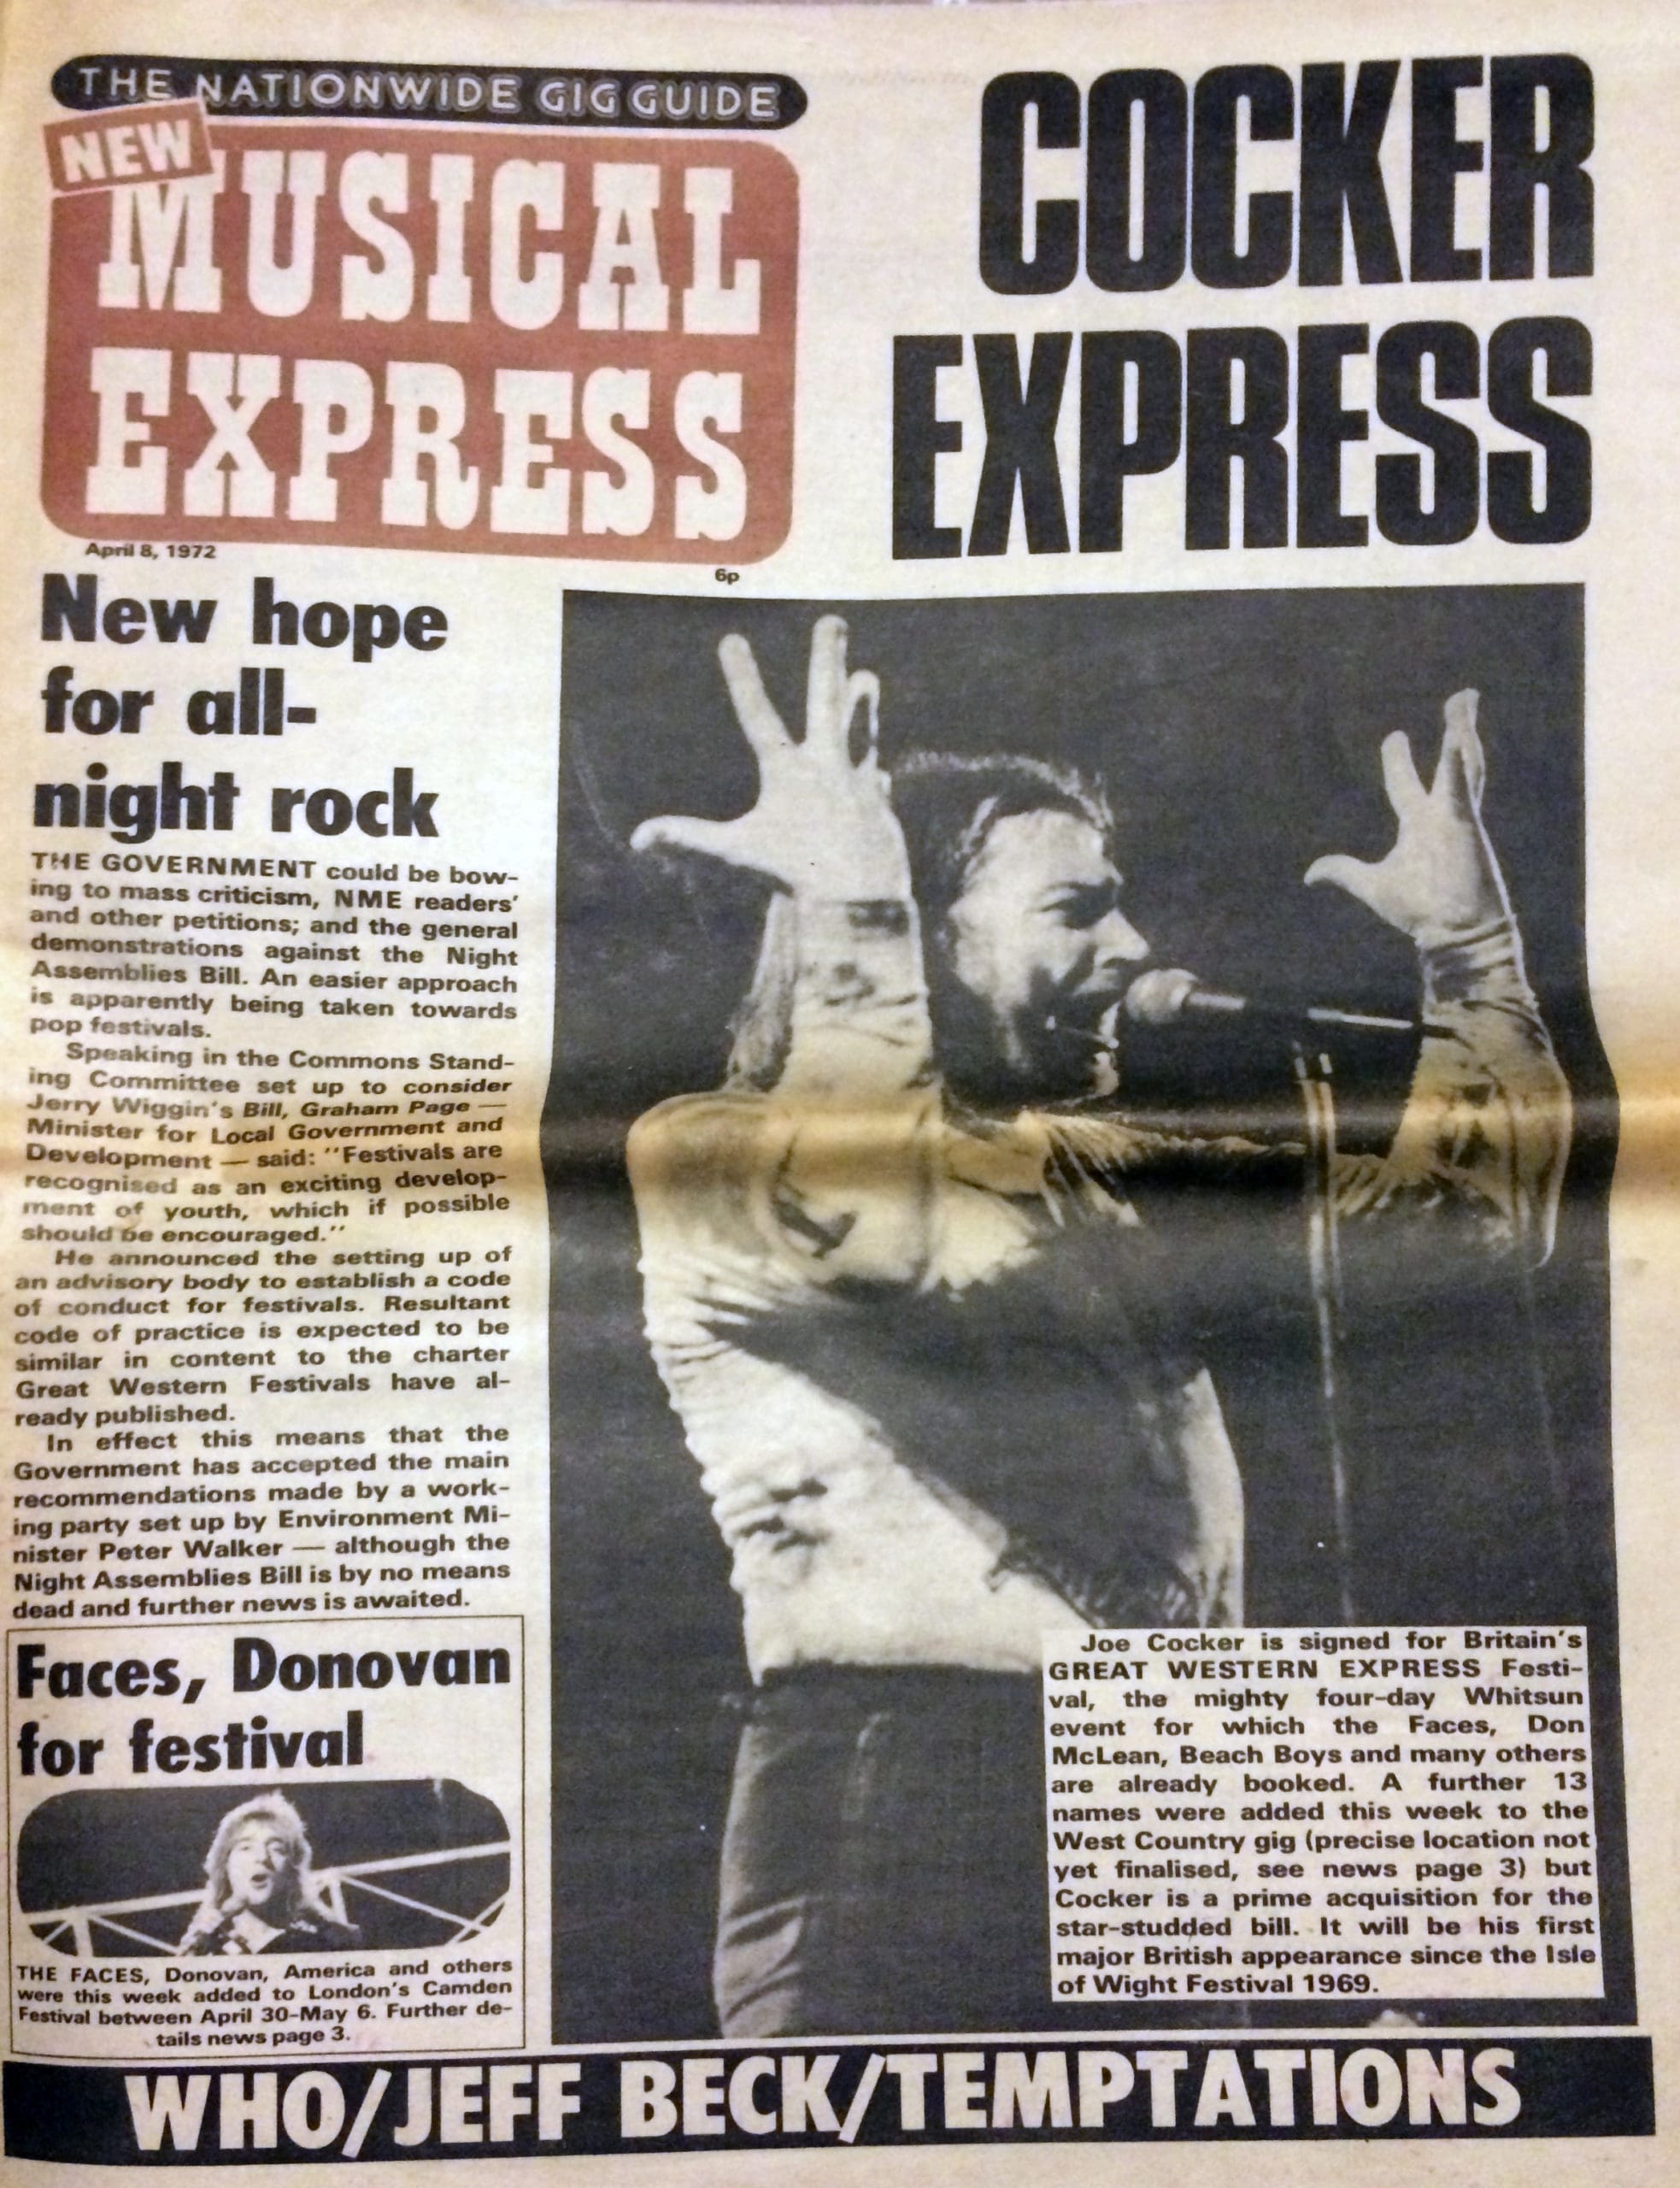 THE NATIONWIDE GIG GUIDE
NEW
MUSICAL
EXPRESS
April 8, 1972
6p
COCKER
EXPRESS
New hope
for all-
night rock
THE GOVERNMENT could be bow-
ing to mass criticism, NME readers'
and other petitions; and the general
demonstrations against the Night
Assemblies Bill. An easier approach
is apparently being taken towards
pop festivals.
Speaking in the Commons Stand-
ing Committee set up to consider
Jerry Wiggin's Bill, Graham Page —
Minister for Local Government and
Development — said: "Festivals are
recognised as an exciting develop-
ment of youth, which if possible
should be encouraged."
He announced the setting up of
an advisory body to establish a code
of conduct for festivals. Resultant
code of practice is expected to be
similar in content to the charter
Great Western Festivals have al-
ready published.
In effect this means that the
Government has accepted the main
recommendations made by a work-
ing party set up by Environment Mi-
nister Peter Walker — although the
Night Assemblies Bill is by no means
dead and further news is awaited.
Faces, Donovan
for festival
THE FACES, Donovan, America and others
were this week added to London's Camden
Festival between April 30-May 6. Further de-
tails news page 3.
Joe Cocker is signed for Britain's
GREAT WESTERN EXPRESS Festi-
val, the mighty four-day Whitsun
event for which the Faces, Don
McLean, Beach Boys and many others
are already booked. A further 13
names were added this week to the
West Country gig (precise location not
yet finalised, see news page 3) but
Cocker is a prime acquisition for the
star-studded bill. It will be his first
major British appearance since the Isle
of Wight Festival 1969.
WHO/JEFF BECK/TEMPTATIONS